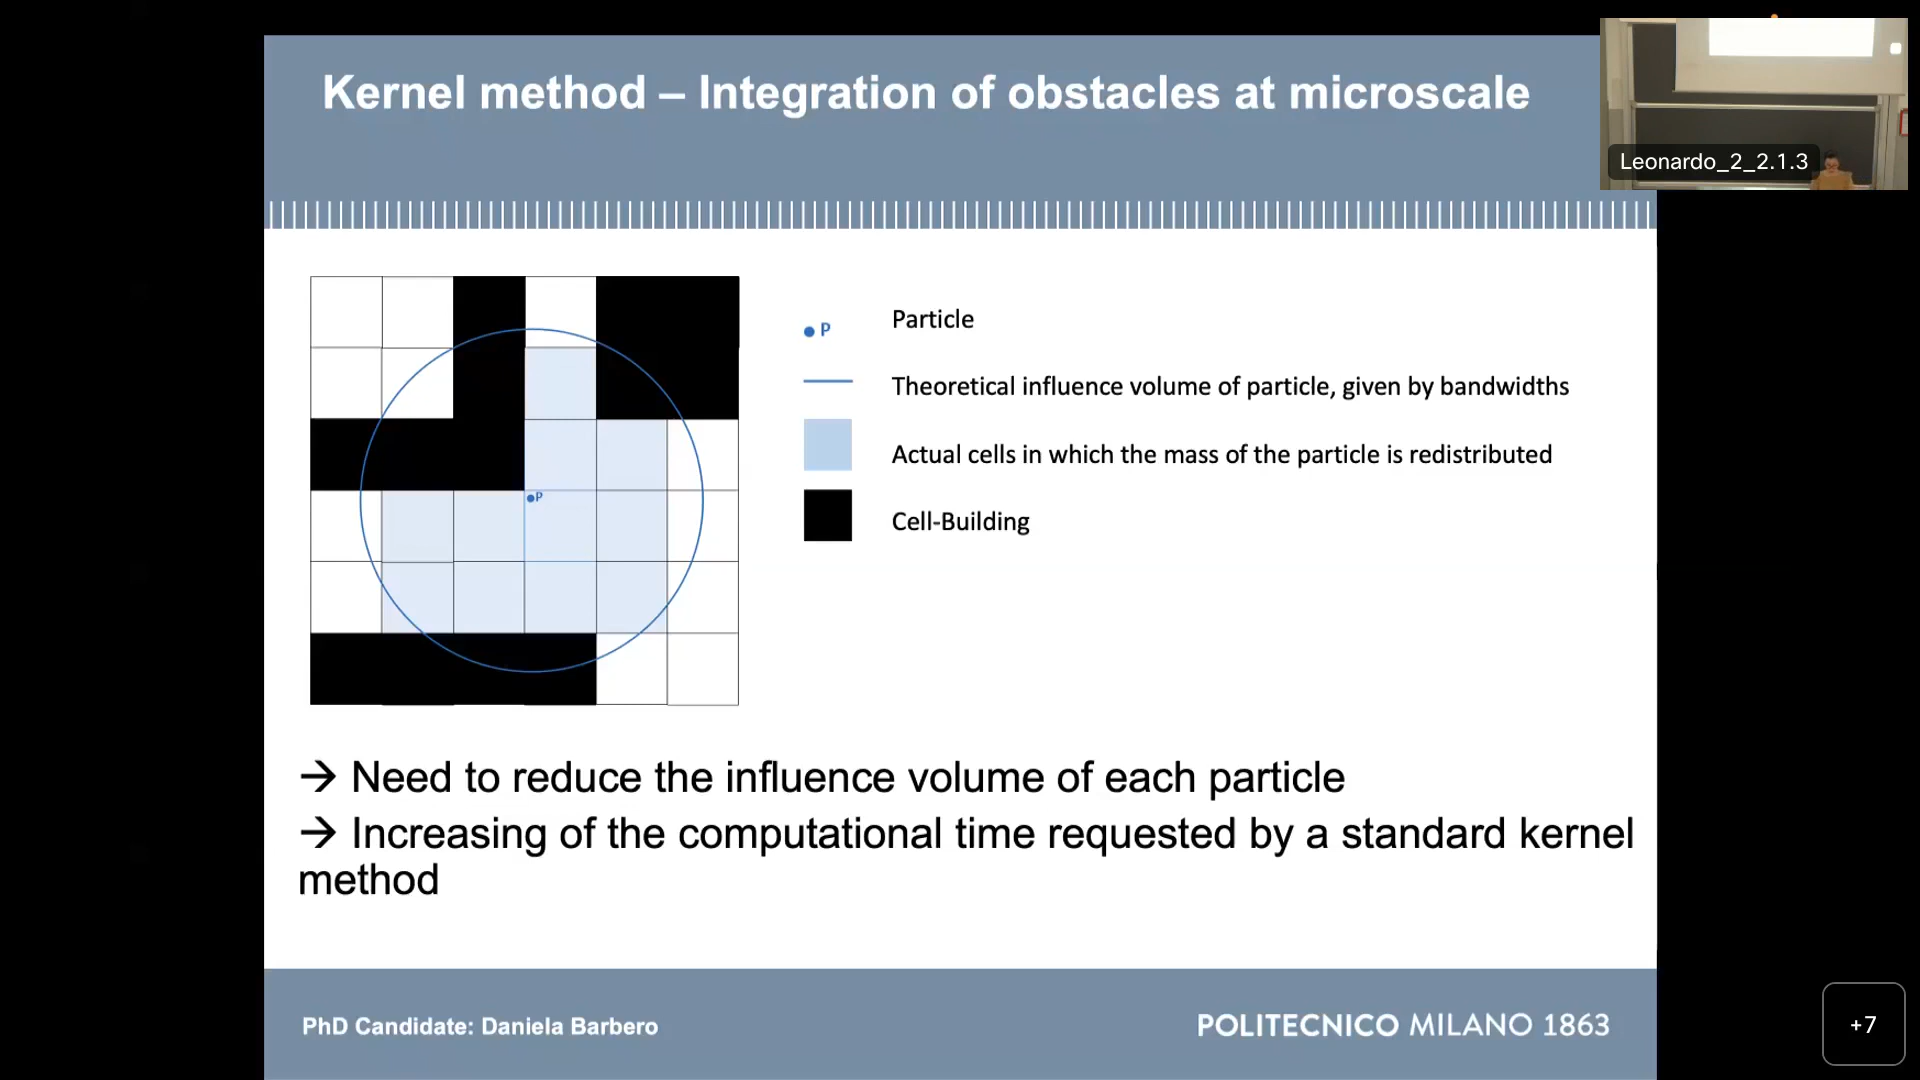 Kernel method – Integration of obstacles at microscale
Leonardo_2_2.1.3
P
Particle
Theoretical influence volume of particle, given by bandwidths
Actual cells in which the mass of the particle is redistributed
P
Cell-Building
→ Need to reduce the influence volume of each particle
→ Increasing of the computational time requested by a standard kernel
method
PhD Candidate: Daniela Barbero
POLITECNICO MILANO 1863
+7